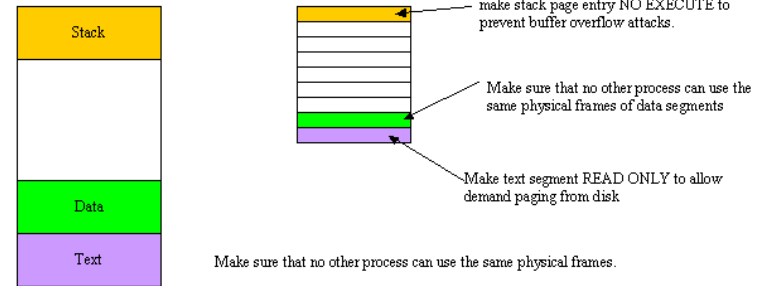 make stack page entry NO EXECUTE to
prevent buffer overflow attacks.
Stack
Make sure that no other process can use the
same physical frames of data segments
Make text segment READ ONLY to allow
demand paging from disk
Data
Text
Make sure that no other process can use the same physical frames.